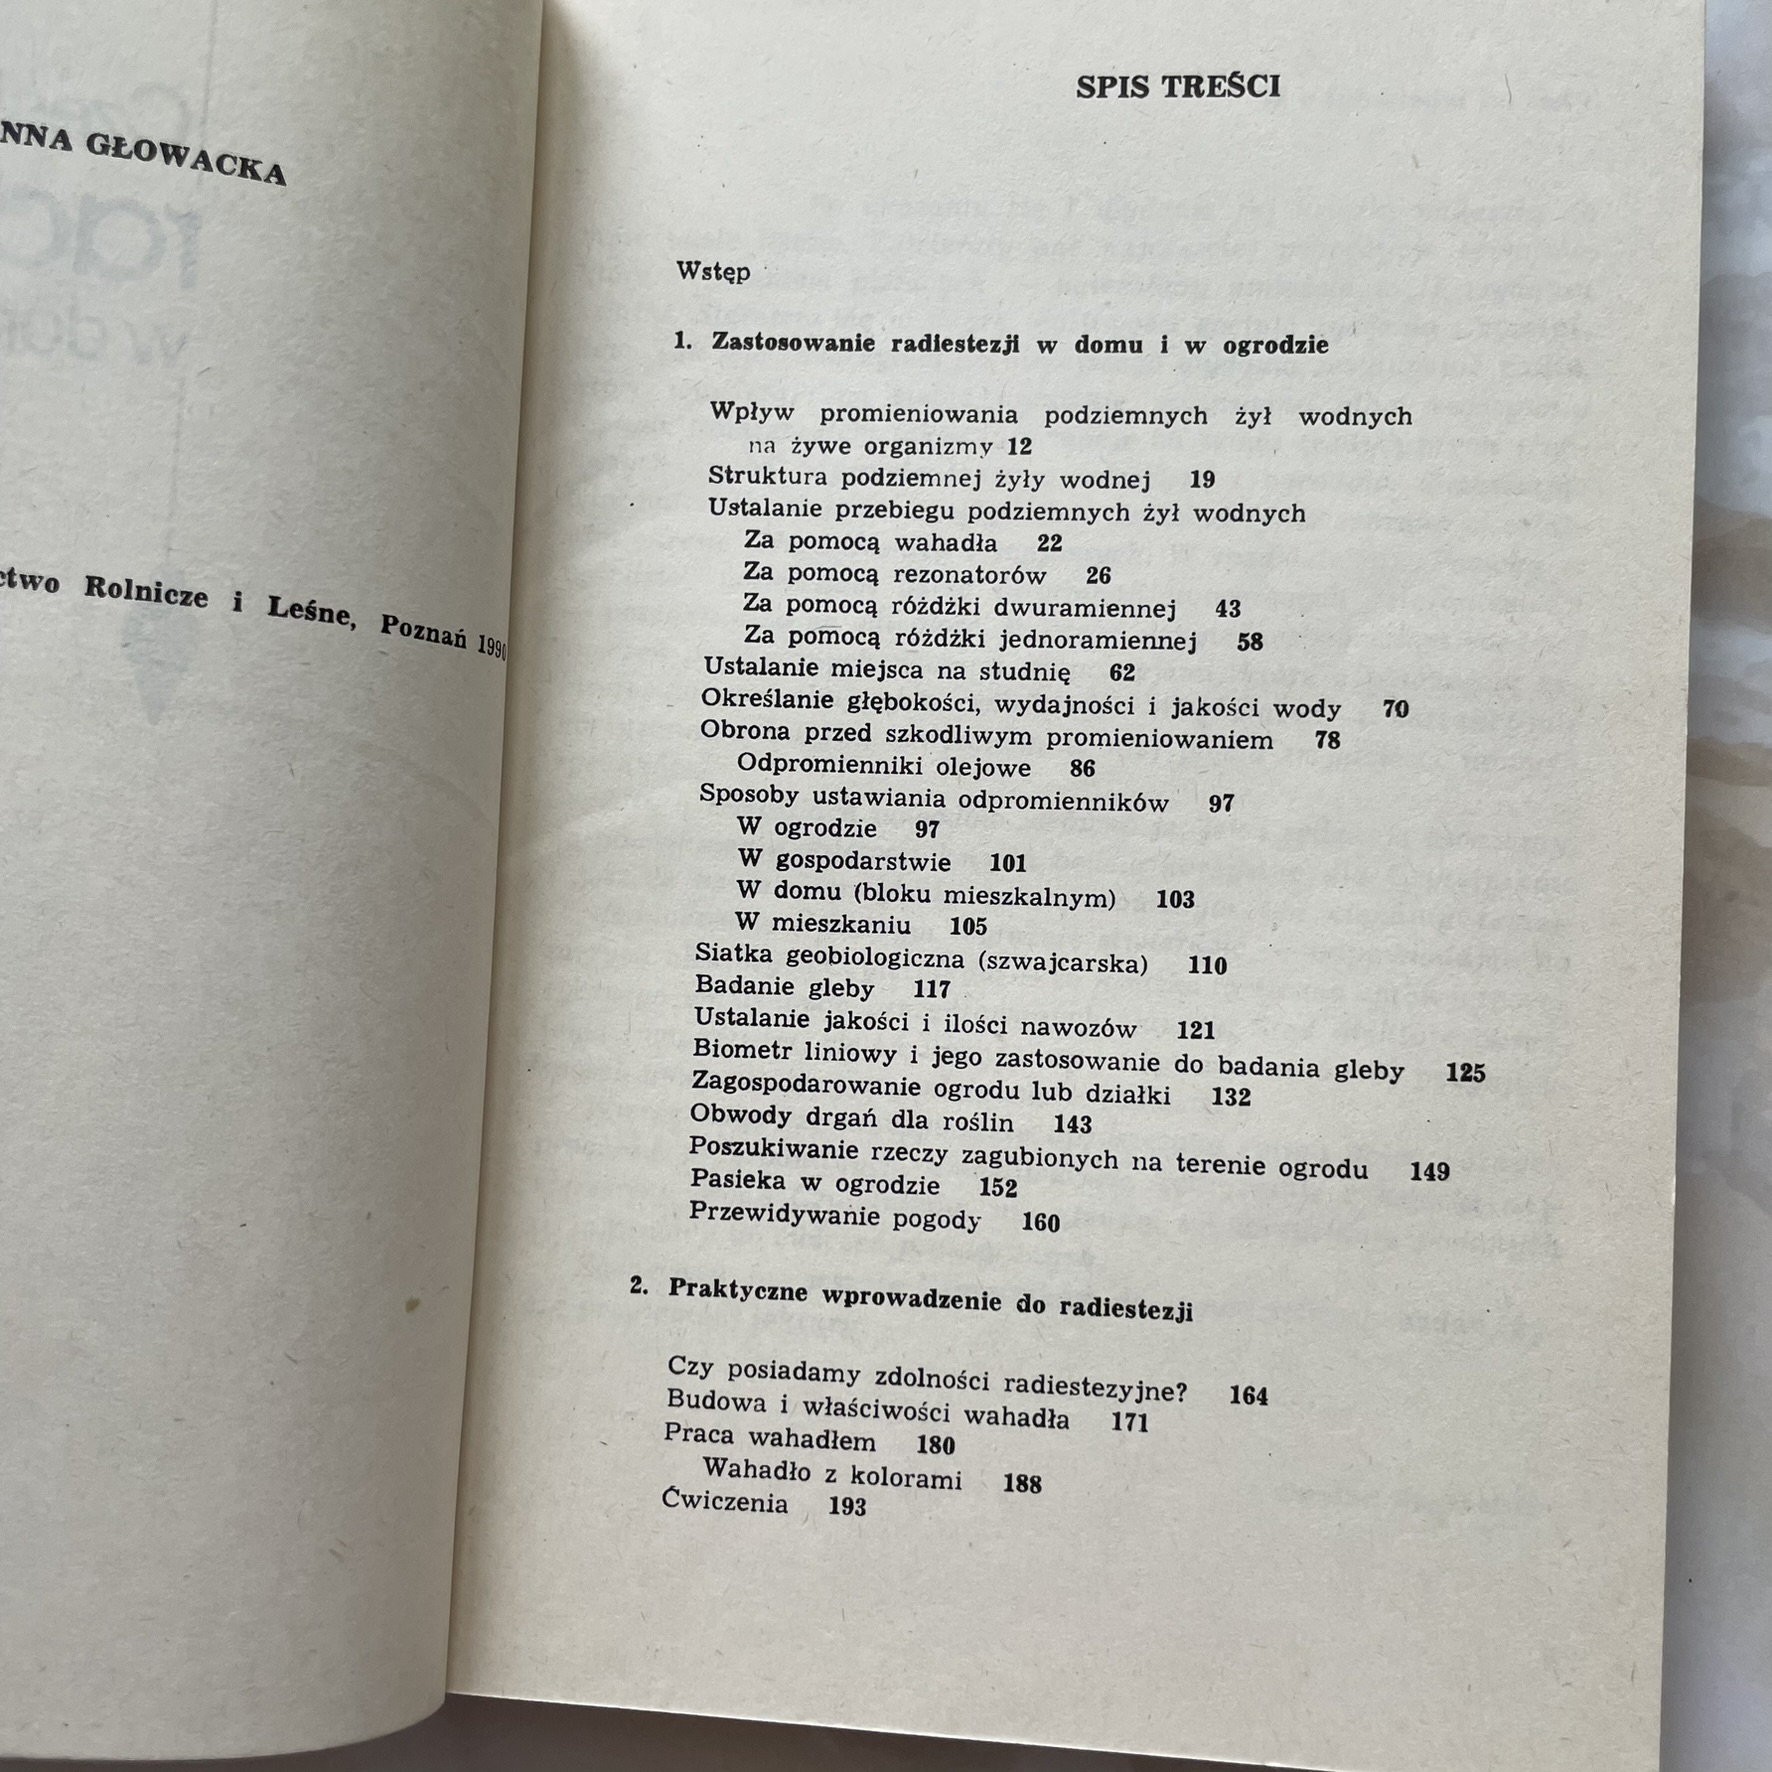 NNA GŁOWACKA
ctwo Rolnicze i Leśne, Poznań 1990
SPIS TREŚCI
Wstęp
1. Zastosowanie radiestezji w domu i w ogrodzie
Wpływ promieniowania podziemnych żył wodnych
na żywe organizmy 12
Struktura podziemnej żyły wodnej 19
Ustalanie przebiegu podziemnych żył wodnych
Za pomocą wahadła 22
Za pomocą rezonatorów 26
Za pomocą różdżki dwuramiennej 43
Za pomocą różdżki jednoramiennej 58
Ustalanie miejsca na studnię 62
Określanie głębokości, wydajności i jakości wody 70
Obrona przed szkodliwym promieniowaniem 78
Odpromienniki olejowe 86
Sposoby ustawiania odpromienników 97
W ogrodzie 97
W gospodarstwie 101
W domu (bloku mieszkalnym) 103
W mieszkaniu 105
Siatka geobiologiczna (szwajcarska) 110
Badanie gleby 117
Ustalanie jakości i ilości nawozów 121
Biometr liniowy i jego zastosowanie do badania gleby 125
Zagospodarowanie ogrodu lub działki 132
Obwody drgań dla roślin 143
Poszukiwanie rzeczy zagubionych na terenie ogrodu 149
Pasieka w ogrodzie 152
Przewidywanie pogody 160
2. Praktyczne wprowadzenie do radiestezji
Czy posiadamy zdolności radiestezyjne? 164
Budowa i właściwości wahadła 171
Praca wahadłem 180
Wahadło z kolorami 188
Ćwiczenia 193